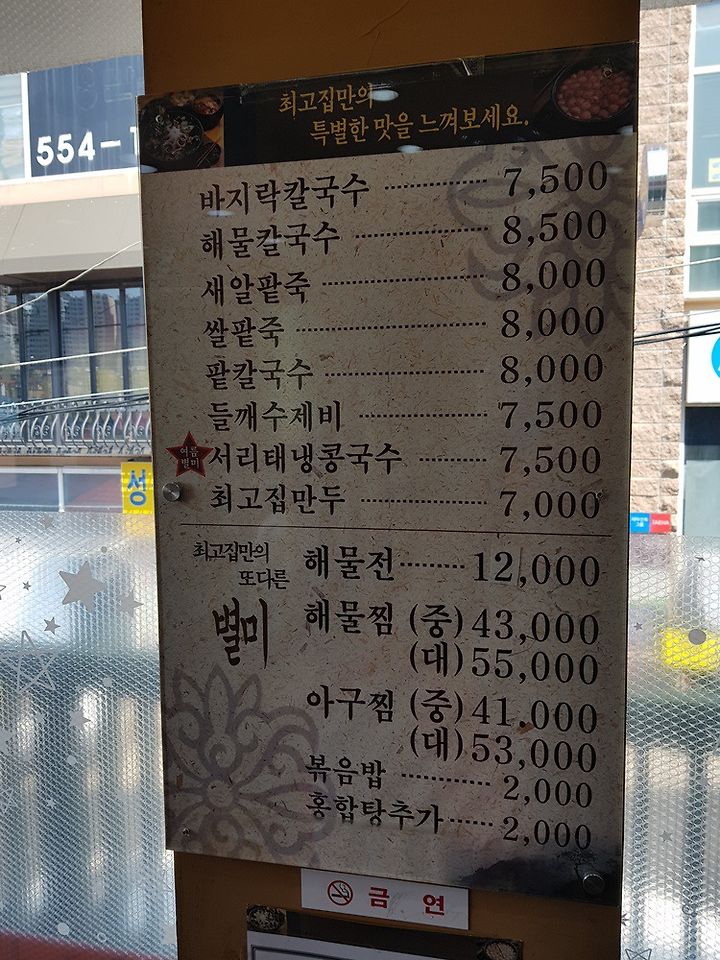 554-1
최고집만의
특별한 맛을 느껴보세요.
바지락칼국수 7,500
해물칼국수 8,500
새알팥죽 8,000
쌀팥죽 8,000
팥칼국수 8,000
들깨수제비 7,500
여름
별미
서리태냉콩국수 7,500
최고집만두 7,000
최고집만의
또다른
별미
해물전 12,000
해물찜 (중) 43,000
(대) 55,000
아구찜 (중) 41,000
(대) 53,000
볶음밥 2,000
홍합탕추가 2,000
금 연
성